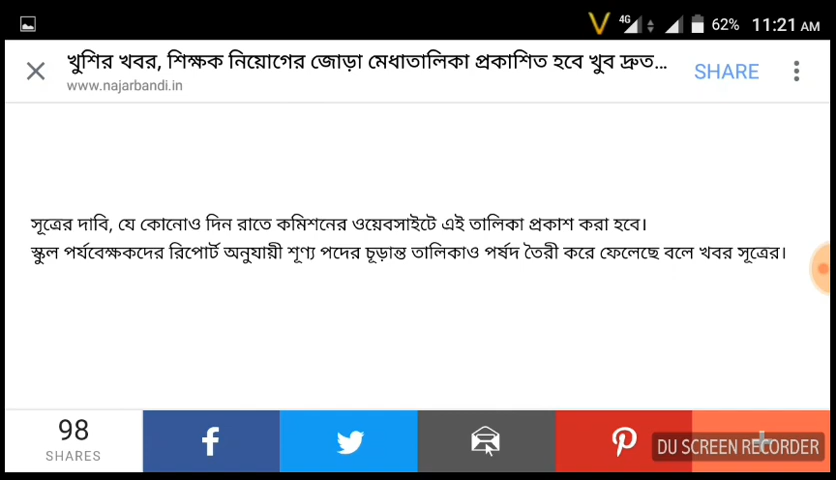 62% 11:21 AM
4G
খুশির খবর, শিক্ষক নিয়োগের জোড়া মেধাতালিকা প্রকাশিত হবে খুব দ্রুত...
www.najarbandi.in
SHARE
সূত্রের দাবি, যে কোনোও দিন রাতে কমিশনের ওয়েবসাইটে এই তালিকা প্রকাশ করা হবে।
স্কুল পর্যবেক্ষকদের রিপোর্ট অনুযায়ী শূণ্য পদের চূড়ান্ত তালিকাও পর্ষদ তৈরী করে ফেলেছে বলে খবর সূত্রের।
98
SHARES
DU SCREEN RECORDER